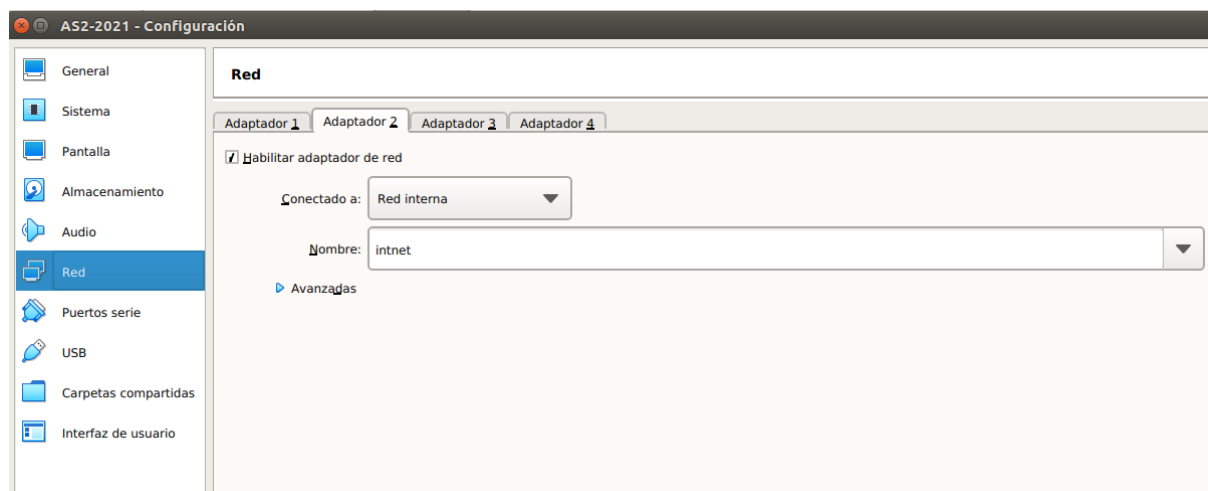 AS2-2021 - Configuración
General
Sistema
Pantalla
Almacenamiento
Audio
Red
Puertos serie
USB
Carpetas compartidas
Interfaz de usuario
Red
Adaptador 1 Adaptador 2 Adaptador 3 Adaptador 4
Habilitar adaptador de red
Conectado a: Red interna
Nombre: intnet
Avanzadas